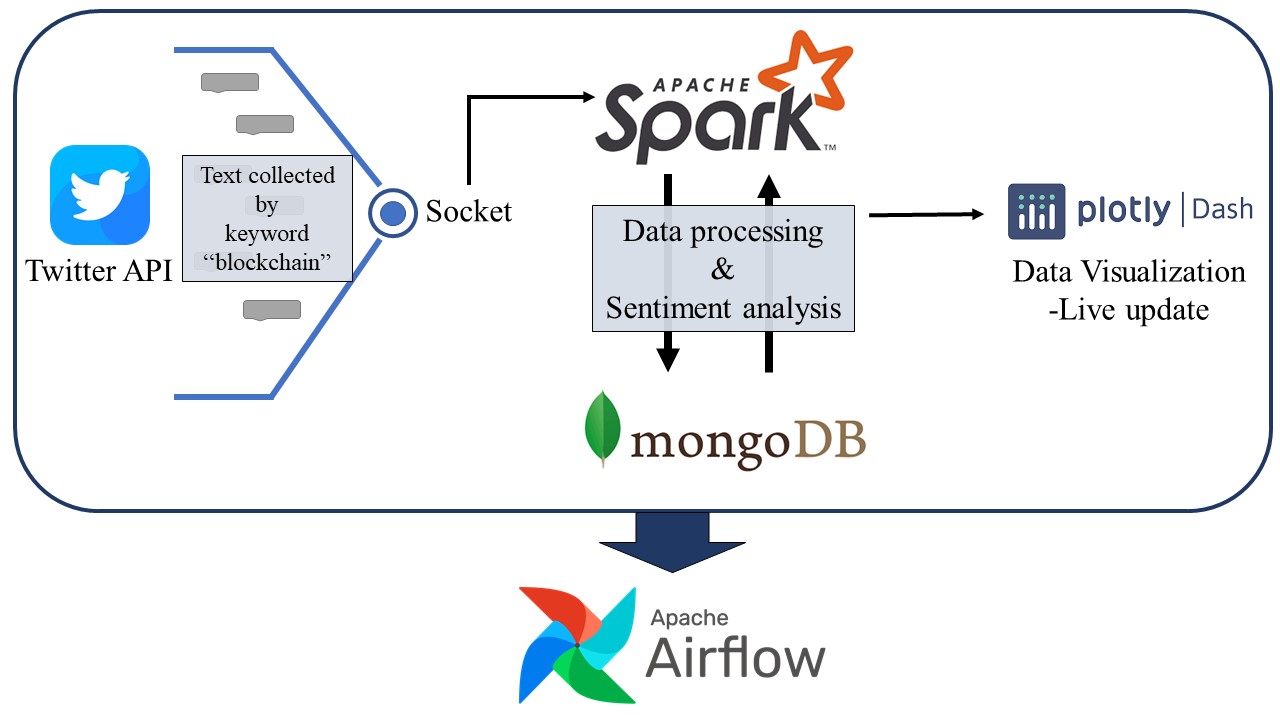 Twitter API
Text collected
by
keyword
“blockchain”
Socket
APACHE
Spark™
Data processing
&
Sentiment analysis
mongoDB
plotly | Dash
Data Visualization
-Live update
Apache
Airflow